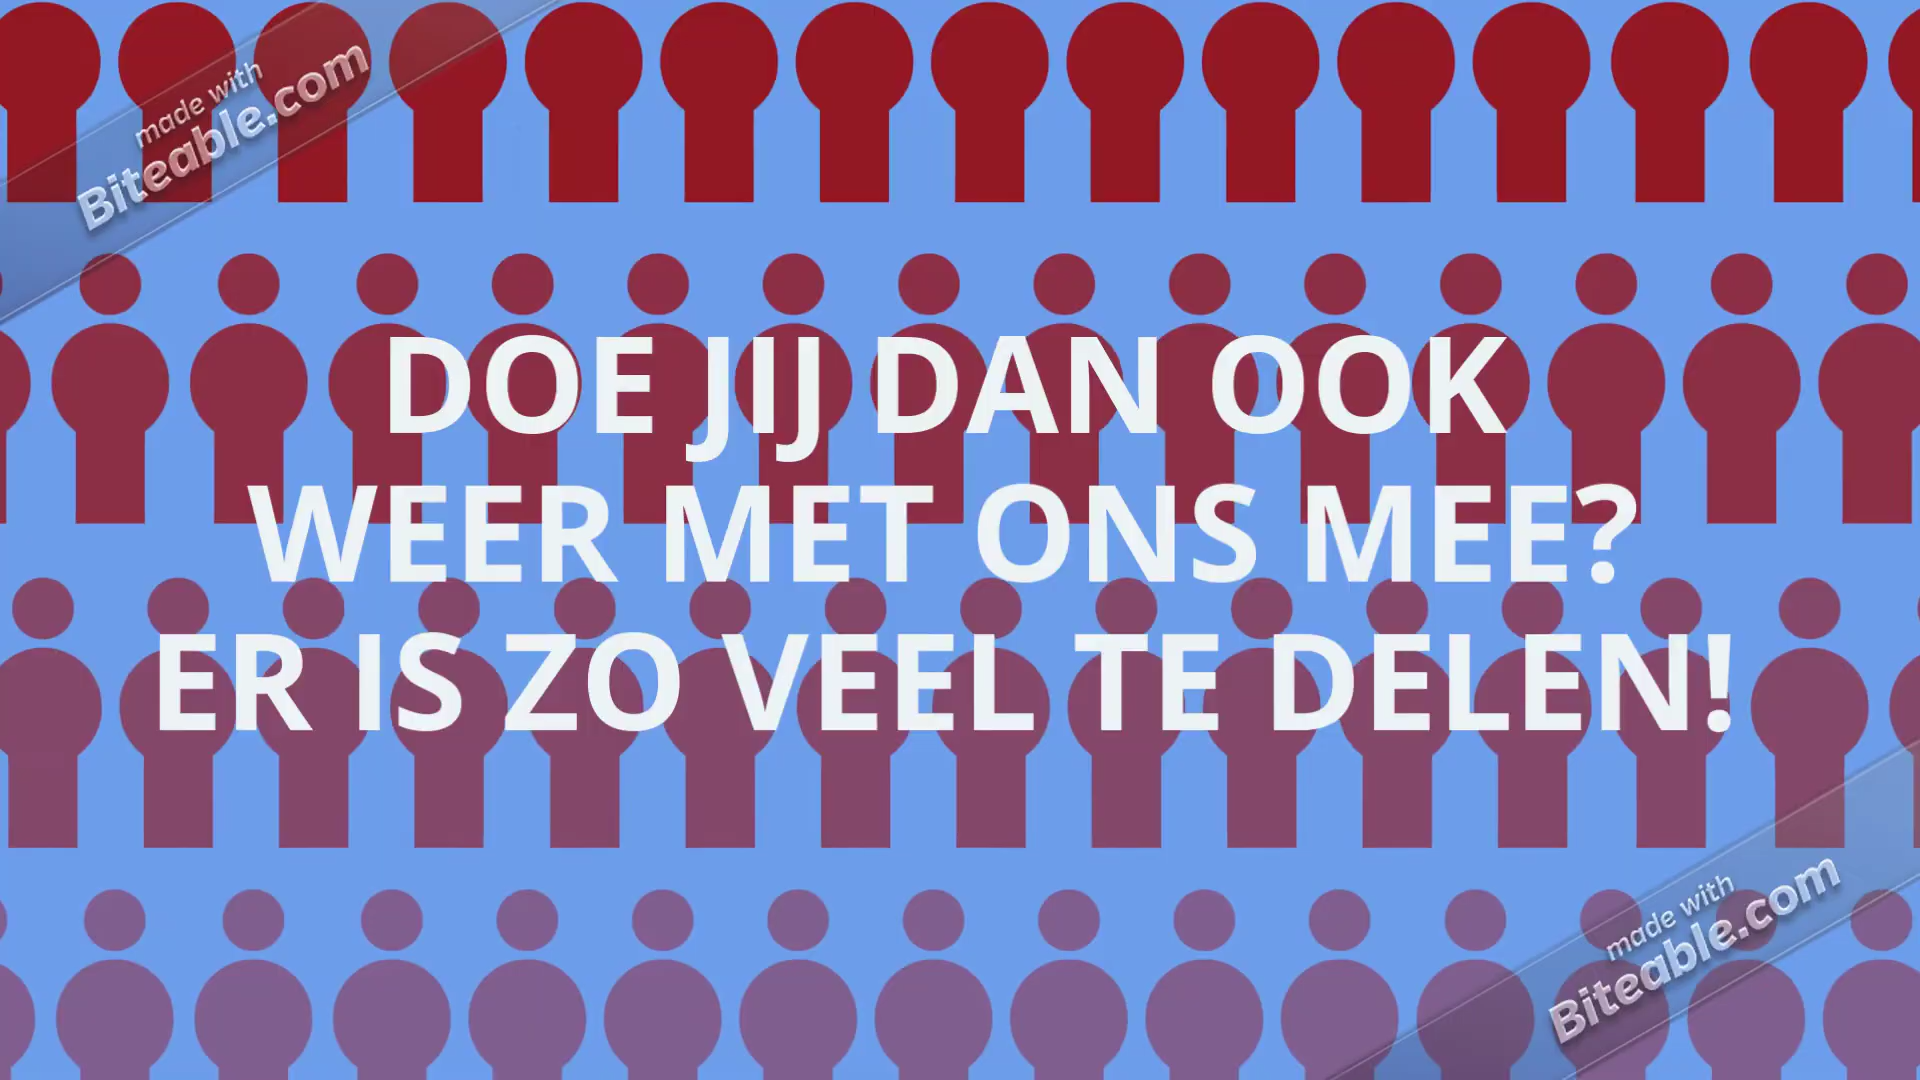 made with
Biteable.com
DOE JIJ DAN OOK
WEER MET ONS MEE?
ER IS ZO VEEL TE DELEN!
made with
Biteable.com